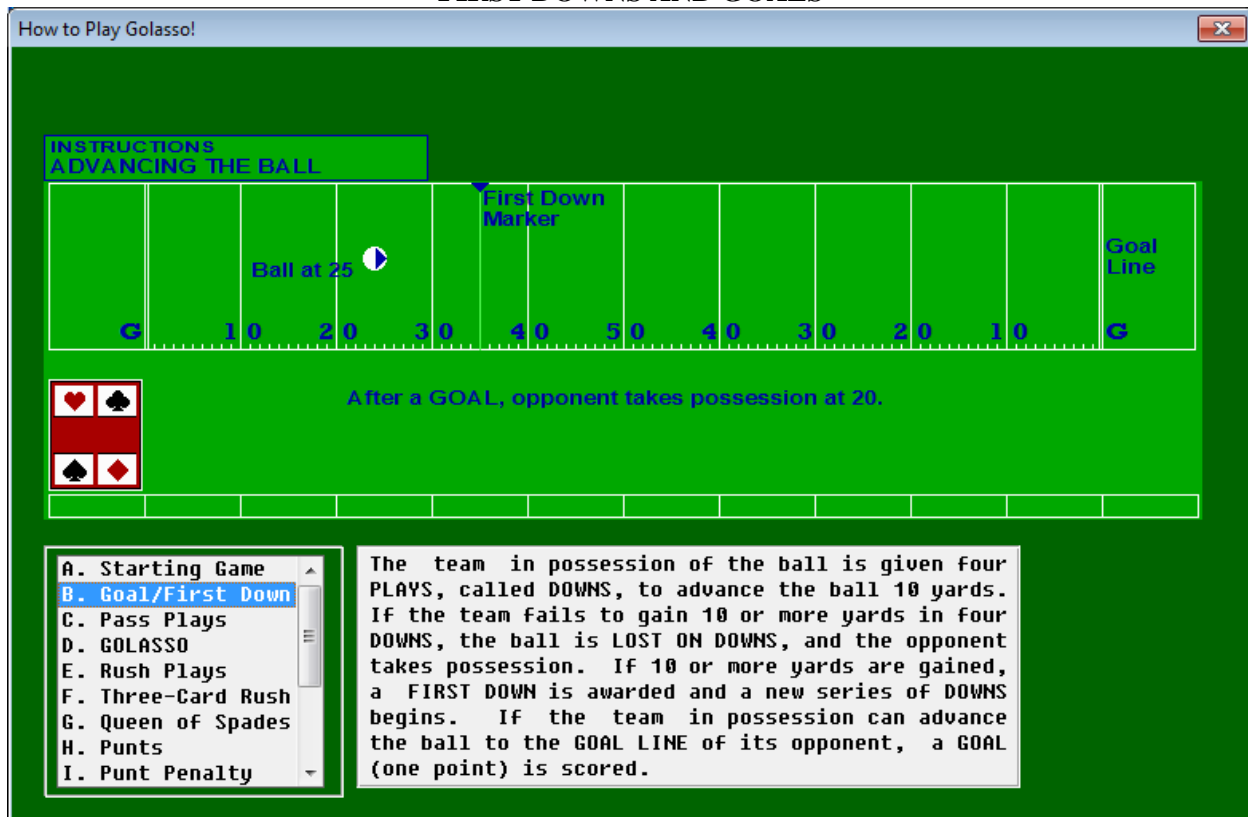 FIRST DOWNS AND GOALS
How to Play Golasso!
INSTRUCTIONS
ADVANCING THE BALL
First Down
Marker
Goal
Line
Ball at 25
G 10 20 30 40 50 40 30 20 10 G
After a GOAL, opponent takes possession at 20.
A. Starting Game
B. Goal/First Down
C. Pass Plays
D. GOLASSO
E. Rush Plays
F. Three-Card Rush
G. Queen of Spades
H. Punts
I. Punt Penalty
The team in possession of the ball is given four
PLAYS, called DOWNS, to advance the ball 10 yards.
If the team fails to gain 10 or more yards in four
DOWNS, the ball is LOST ON DOWNS, and the opponent
takes possession. If 10 or more yards are gained,
a FIRST DOWN is awarded and a new series of DOWNS
begins. If the team in possession can advance
the ball to the GOAL LINE of its opponent, a GOAL
(one point) is scored.